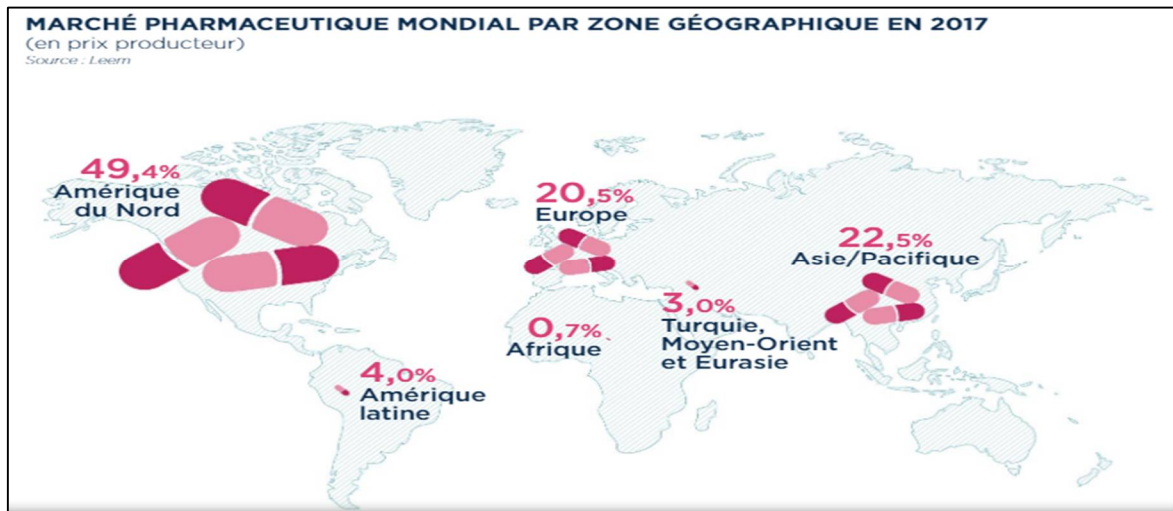 MARCHÉ PHARMACEUTIQUE MONDIAL PAR ZONE GÉOGRAPHIQUE EN 2017
(en prix producteur)
Source : Leem
49,4%
Amérique
du Nord
20,5%
Europe
22,5%
Asie/Pacifique
3,0%
Turquie,
Moyen-Orient
et Eurasie
0,7%
Afrique
4,0%
Amérique
latine